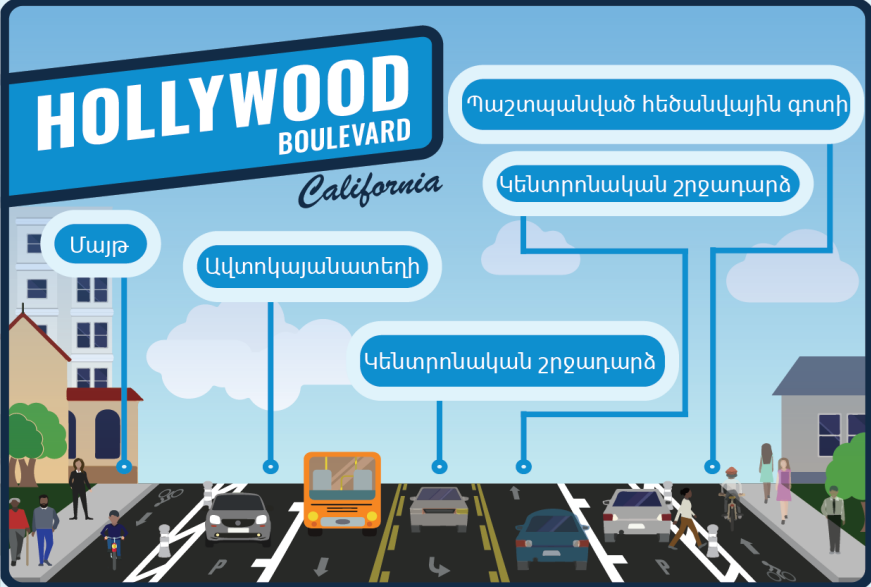 HOLLYWOOD
BOULEVARD
California
Պաշտպանված հեծանվային գոտի
Կենտրոնական շրջադարձ
Մայթ
Ավտոկայանատեղի
Կենտրոնական շրջադարձ
P
P